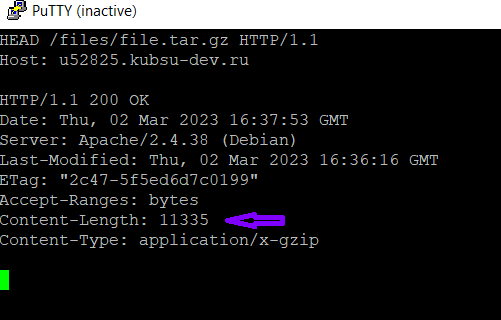 PuTTY (inactive)
HEAD /files/file.tar.gz HTTP/1.1
Host: u52825.kubsu-dev.ru
HTTP/1.1 200 OK
Date: Thu, 02 Mar 2023 16:37:53 GMT
Server: Apache/2.4.38 (Debian)
Last-Modified: Thu, 02 Mar 2023 16:36:16 GMT
ETag: "2c47-5f5ed6d7c0199"
Accept-Ranges: bytes
Content-Length: 11335
Content-Type: application/x-gzip